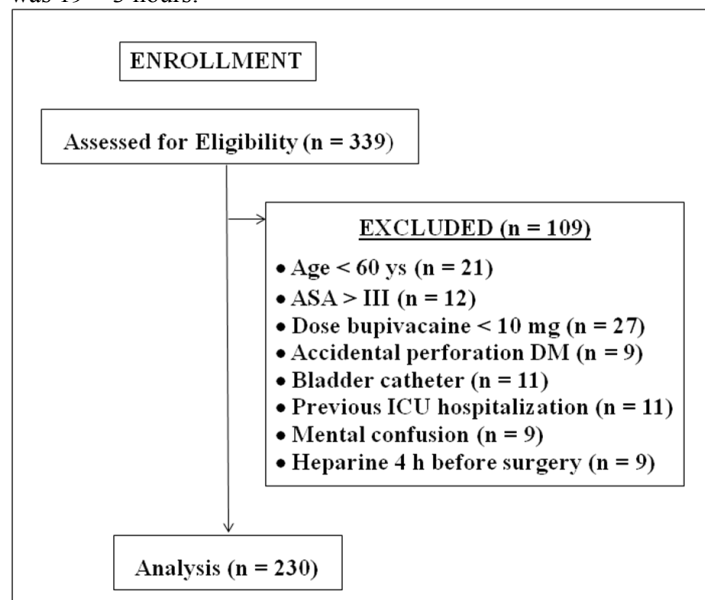 ENROLLMENT
Assessed for Eligibility (n = 339)
EXCLUDED (n = 109)
• Age < 60 ys (n = 21)
• ASA > III (n = 12)
• Dose bupivacaine < 10 mg (n = 27)
• Accidental perforation DM (n = 9)
• Bladder catheter (n = 11)
• Previous ICU hospitalization (n = 11)
• Mental confusion (n = 9)
• Heparine 4 h before surgery (n = 9)
Analysis (n = 230)